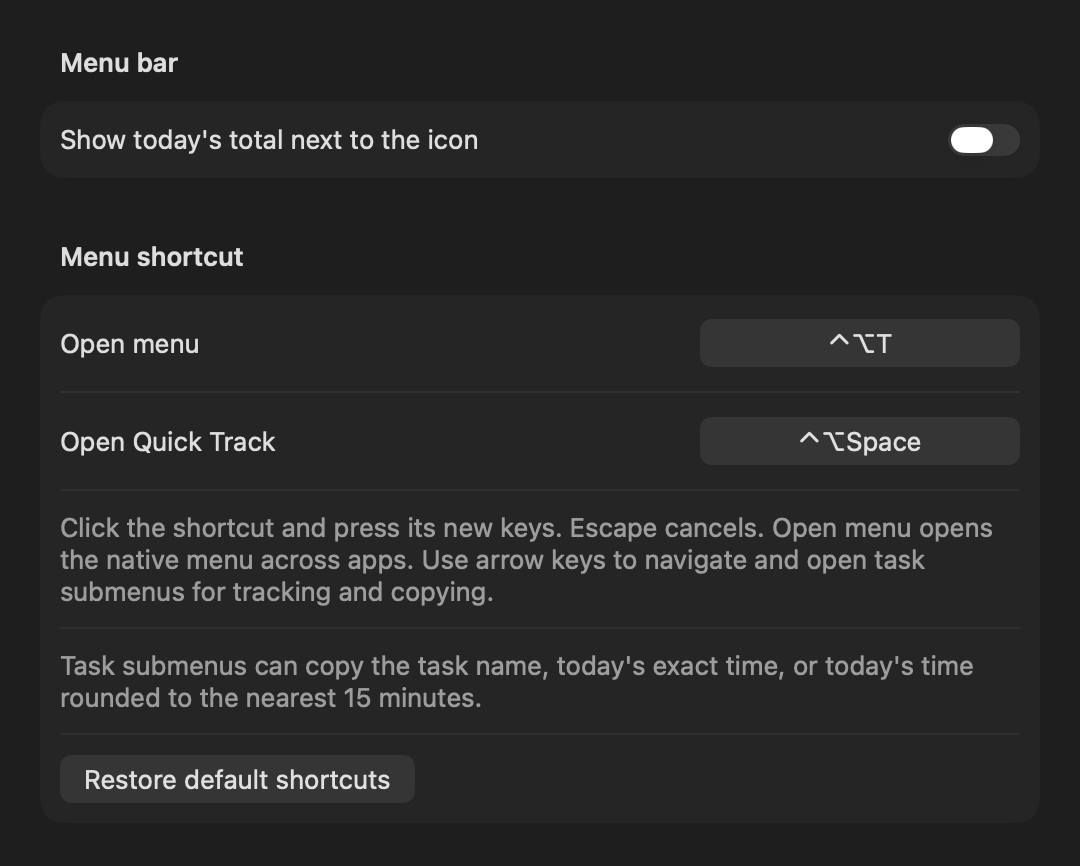 Menu bar
Show today's total next to the icon
Menu shortcut
Open menu
⌃⌥T
Open Quick Track
⌃⌥Space
Click the shortcut and press its new keys. Escape cancels. Open menu opens
the native menu across apps. Use arrow keys to navigate and open task
submenus for tracking and copying.
Task submenus can copy the task name, today's exact time, or today's time
rounded to the nearest 15 minutes.
Restore default shortcuts